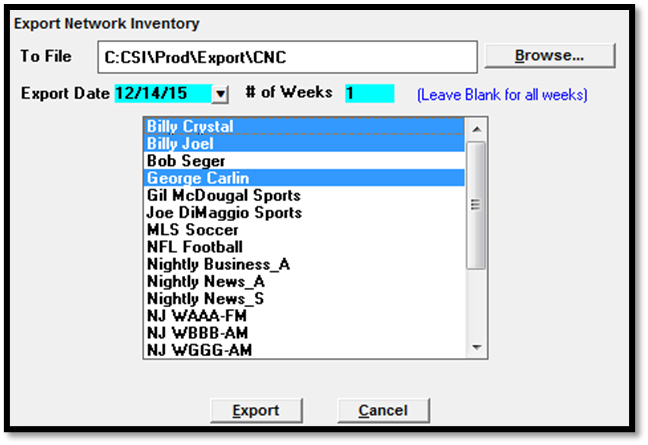 Export Network Inventory
To File C:CSI\Prod\Export\CNC Browse...
Export Date 12/14/15 # of Weeks 1 (Leave Blank for all weeks)
Billy Crystal
Billy Joel
Bob Seger
George Carlin
Gil McDougal Sports
Joe DiMaggio Sports
MLS Soccer
NFL Football
Nightly Business_A
Nightly News_A
Nightly News_S
NJ WAAA-FM
NJ WBBB-AM
NJ WGGG-AM
Export Cancel